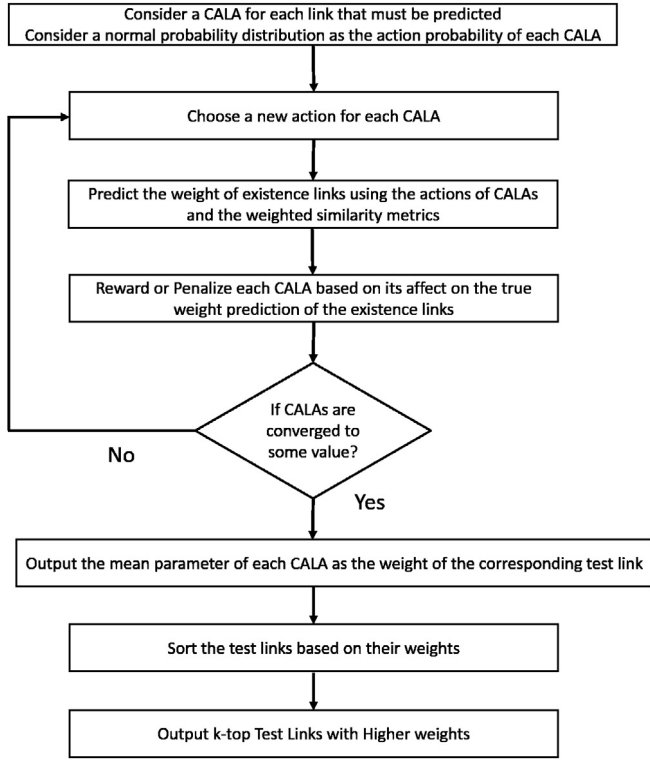 Consider a CALA for each link that must be predicted
Consider a normal probability distribution as the action probability of each CALA
Choose a new action for each CALA
Predict the weight of existence links using the actions of CALAs
and the weighted similarity metrics
Reward or Penalize each CALA based on its affect on the true
weight prediction of the existence links
If CALAs are
converged to
some value?
No
Yes
Output the mean parameter of each CALA as the weight of the corresponding test link
Sort the test links based on their weights
Output k-top Test Links with Higher weights